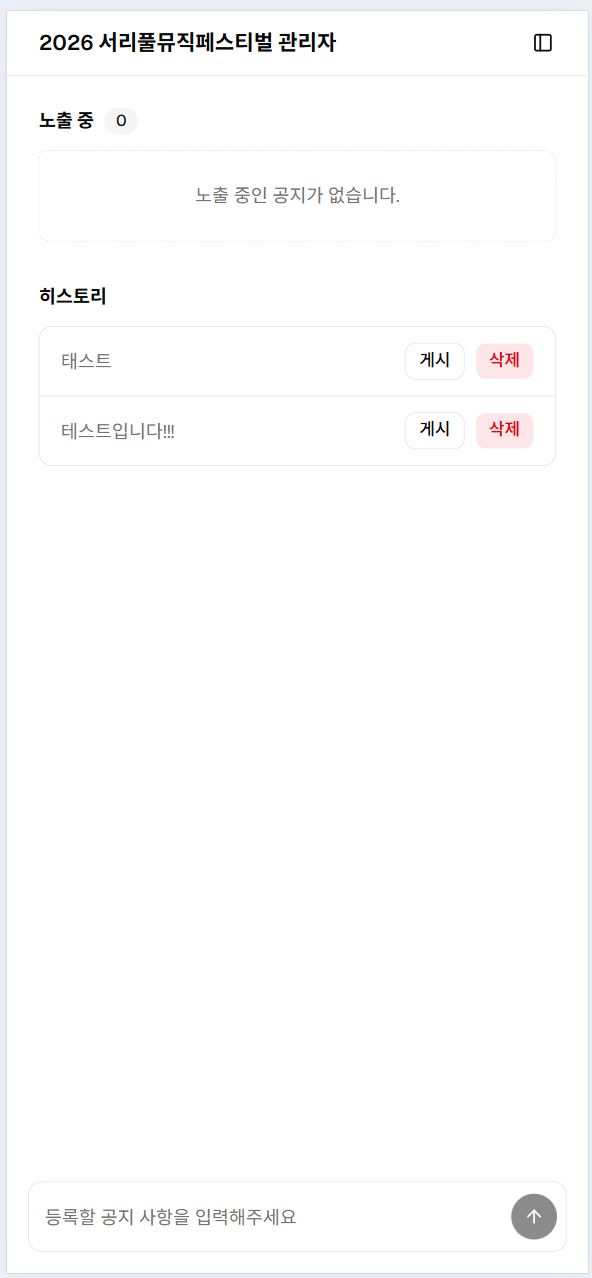 2026 서리풀뮤직페스티벌 관리자
노출 중 0
노출 중인 공지가 없습니다.
히스토리
태스트 게시 삭제
테스트입니다!!! 게시 삭제
등록할 공지 사항을 입력해주세요